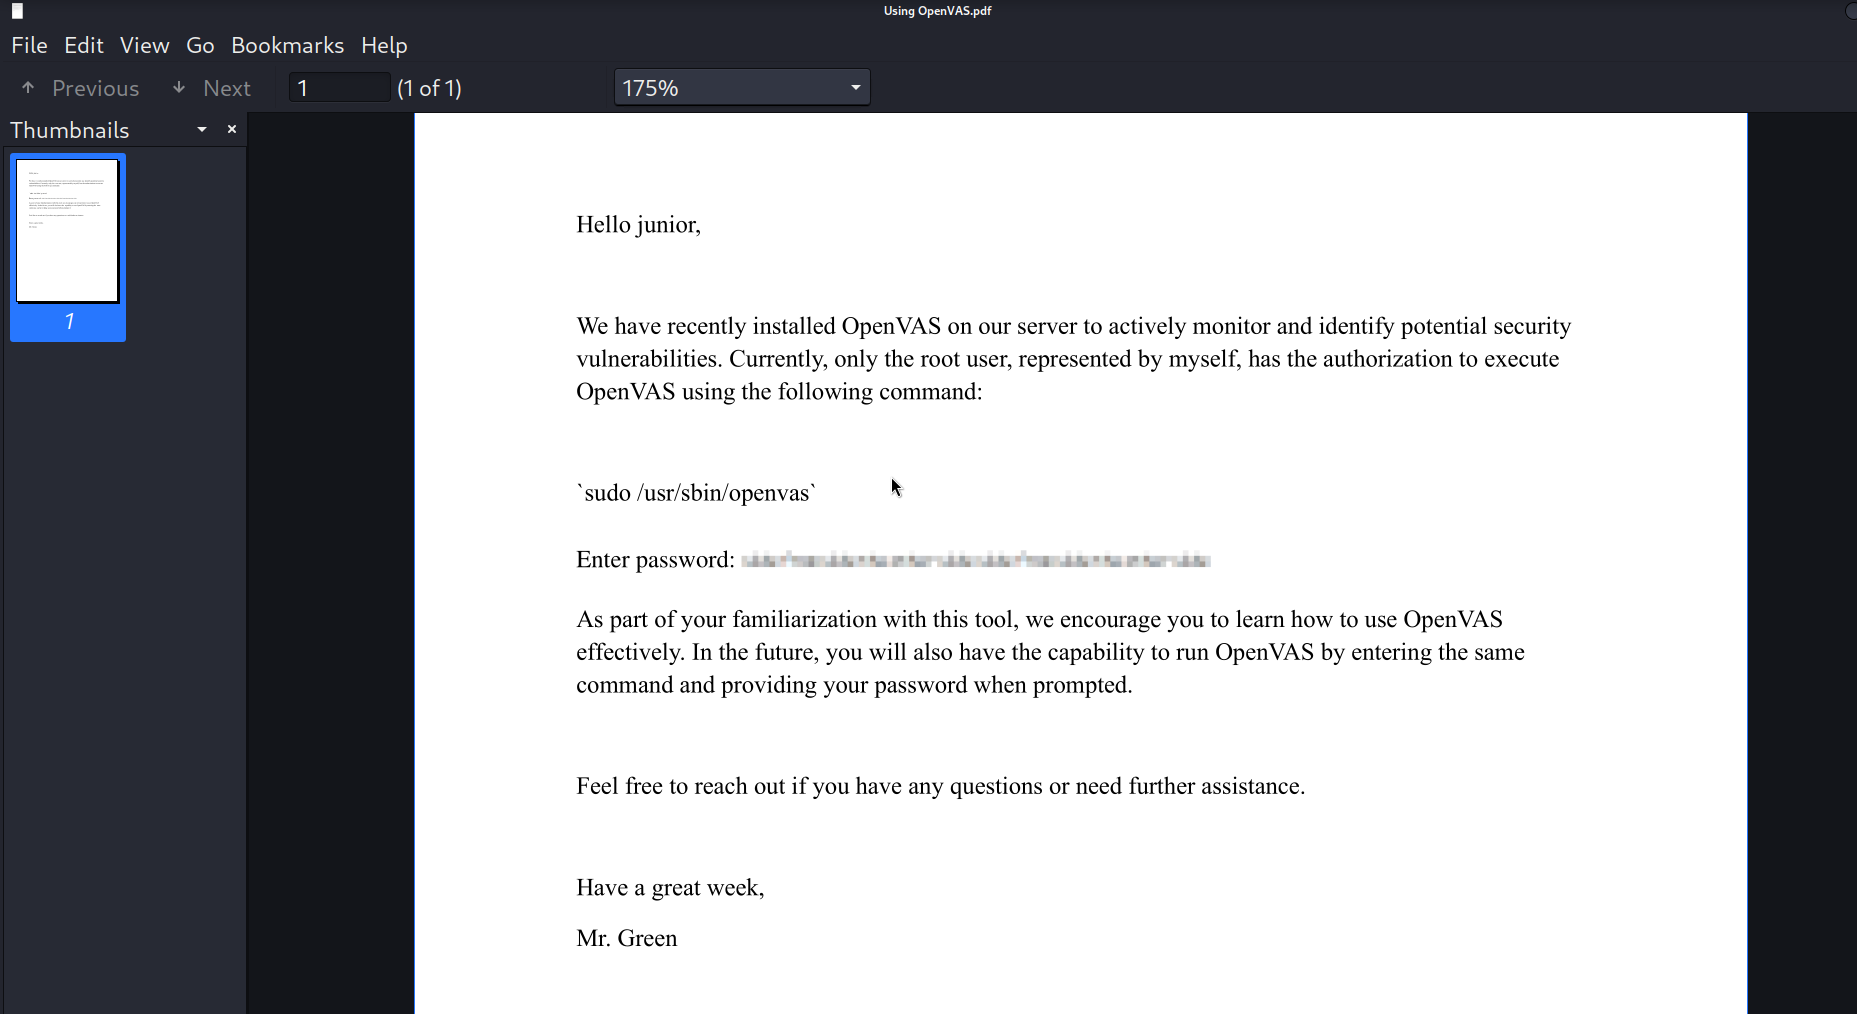 Using OpenVAS.pdf
File Edit View Go Bookmarks Help
Previous Next 1 (1 of 1) 175%
Thumbnails
1
Hello junior,
We have recently installed OpenVAS on our server to actively monitor and identify potential security
vulnerabilities. Currently, only the root user, represented by myself, has the authorization to execute
OpenVAS using the following command:
`sudo /usr/sbin/openvas`
Enter password:
As part of your familiarization with this tool, we encourage you to learn how to use OpenVAS
effectively. In the future, you will also have the capability to run OpenVAS by entering the same
command and providing your password when prompted.
Feel free to reach out if you have any questions or need further assistance.
Have a great week,
Mr. Green